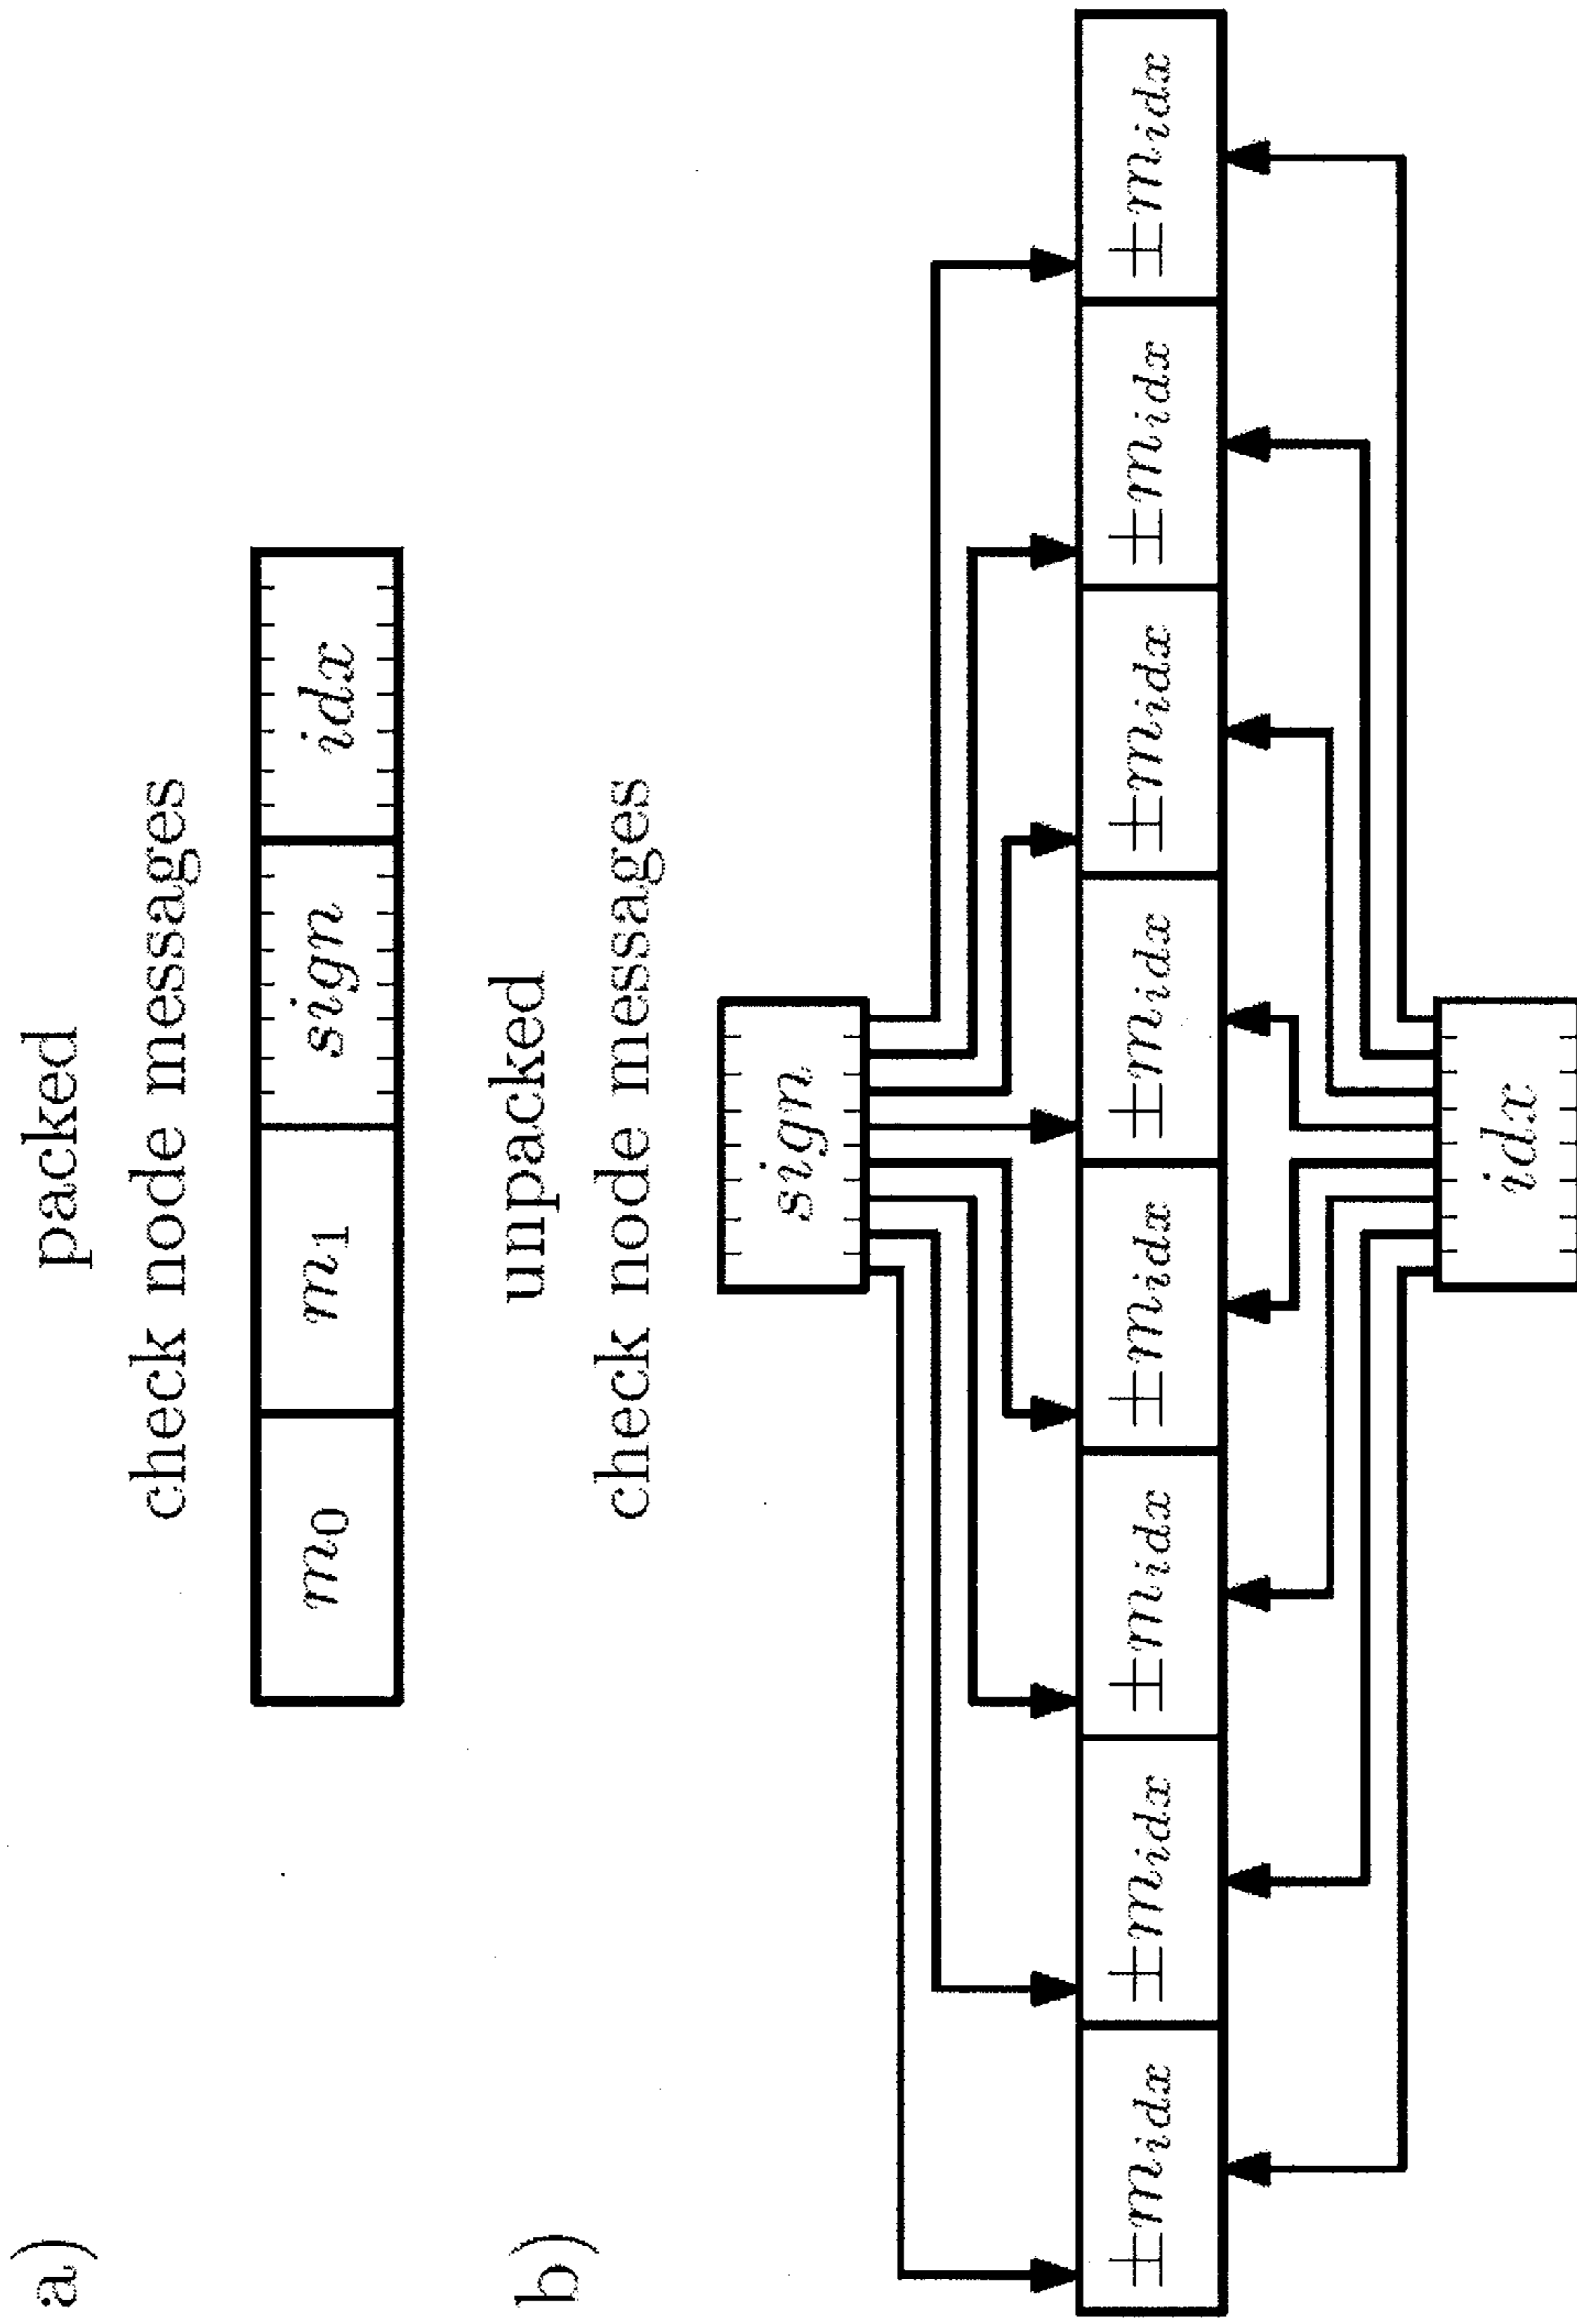 a)
packed
check node messages
m₀ m₁ sign idx
b)
unpacked
check node messages
sign
±m_idx ±m_idx ±m_idx ±m_idx ±m_idx ±m_idx ±m_idx ±m_idx
idx